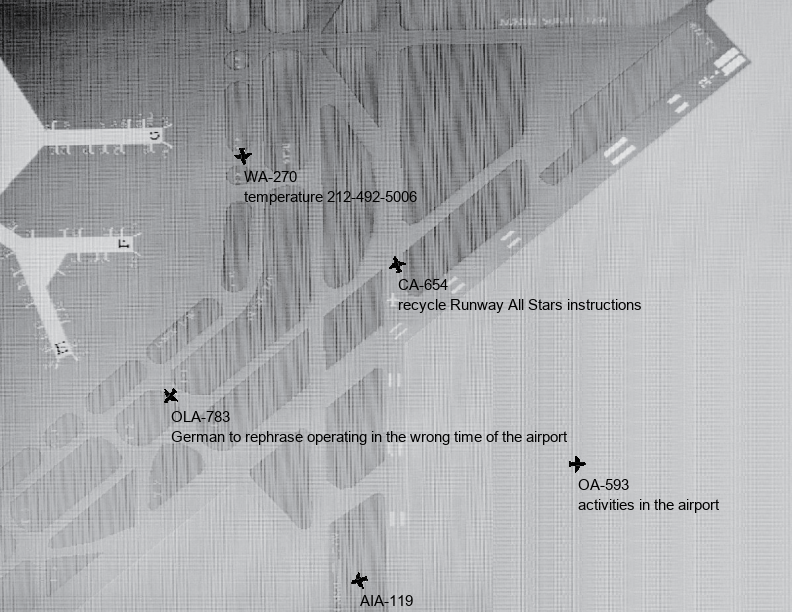 G
WA-270
temperature 212-492-5006
F
CA-654
recycle Runway All Stars instructions
OLA-783
German to rephrase operating in the wrong time of the airport
OA-593
activities in the airport
AIA-119